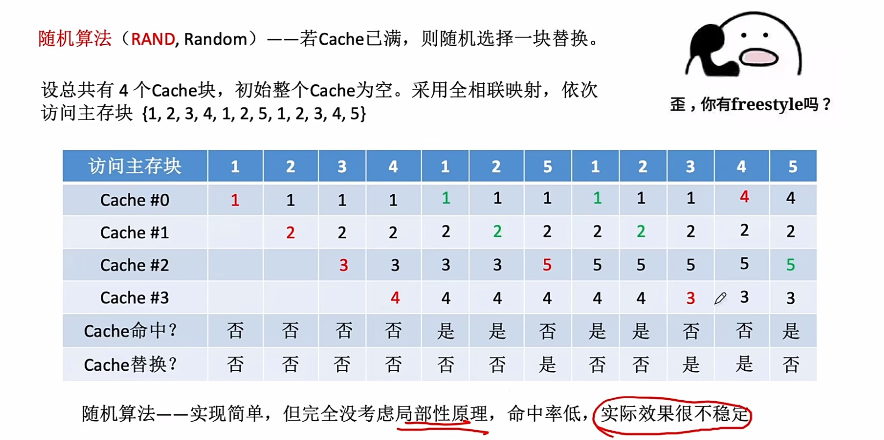 随机算法（RAND, Random）——若Cache已满，则随机选择一块替换。
设总共有 4 个Cache块，初始整个Cache为空。采用全相联映射，依次
访问主存块 {1, 2, 3, 4, 1, 2, 5, 1, 2, 3, 4, 5}
歪，你有freestyle吗？
访问主存块 1 2 3 4 1 2 5 1 2 3 4 5
Cache #0 1 1 1 1 1 1 1 1 1 1 4 4
Cache #1 2 2 2 2 2 2 2 2 2 2 2
Cache #2 3 3 3 3 5 5 5 5 5 5
Cache #3 4 4 4 4 4 4 3 3 3
Cache命中？ 否 否 否 否 是 是 否 是 是 否 否 是
Cache替换？ 否 否 否 否 否 否 是 否 否 是 是 否
随机算法——实现简单，但完全没考虑局部性原理，命中率低，实际效果很不稳定